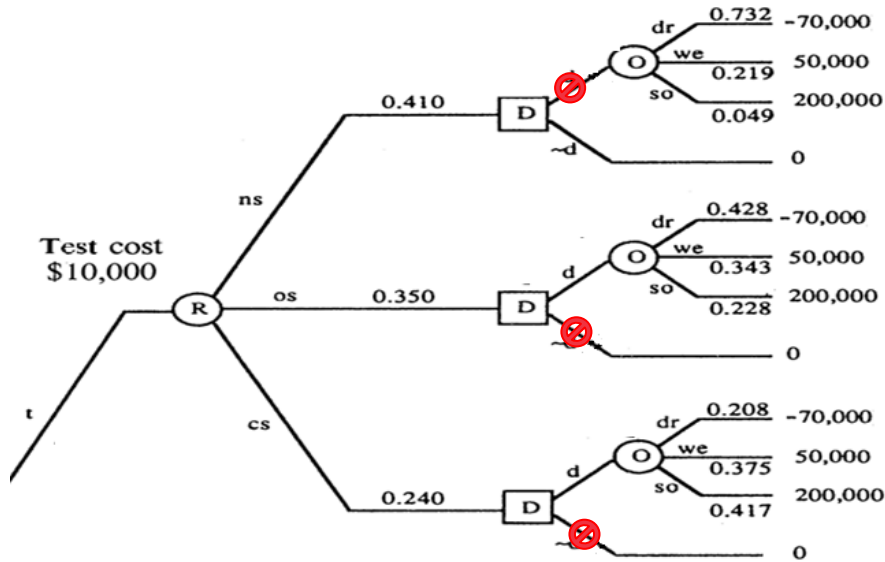 0.732
dr
-70,000
O
we
50,000
0.219
so
200,000
0.049
0.410
D
~d
0
ns
0.428
dr
-70,000
Test cost
$10,000
d
O
we
50,000
0.343
so
200,000
0.228
R
os
0.350
D
0
t
cs
0.208
dr
-70,000
d
O
we
50,000
0.375
so
200,000
0.417
0.240
D
0